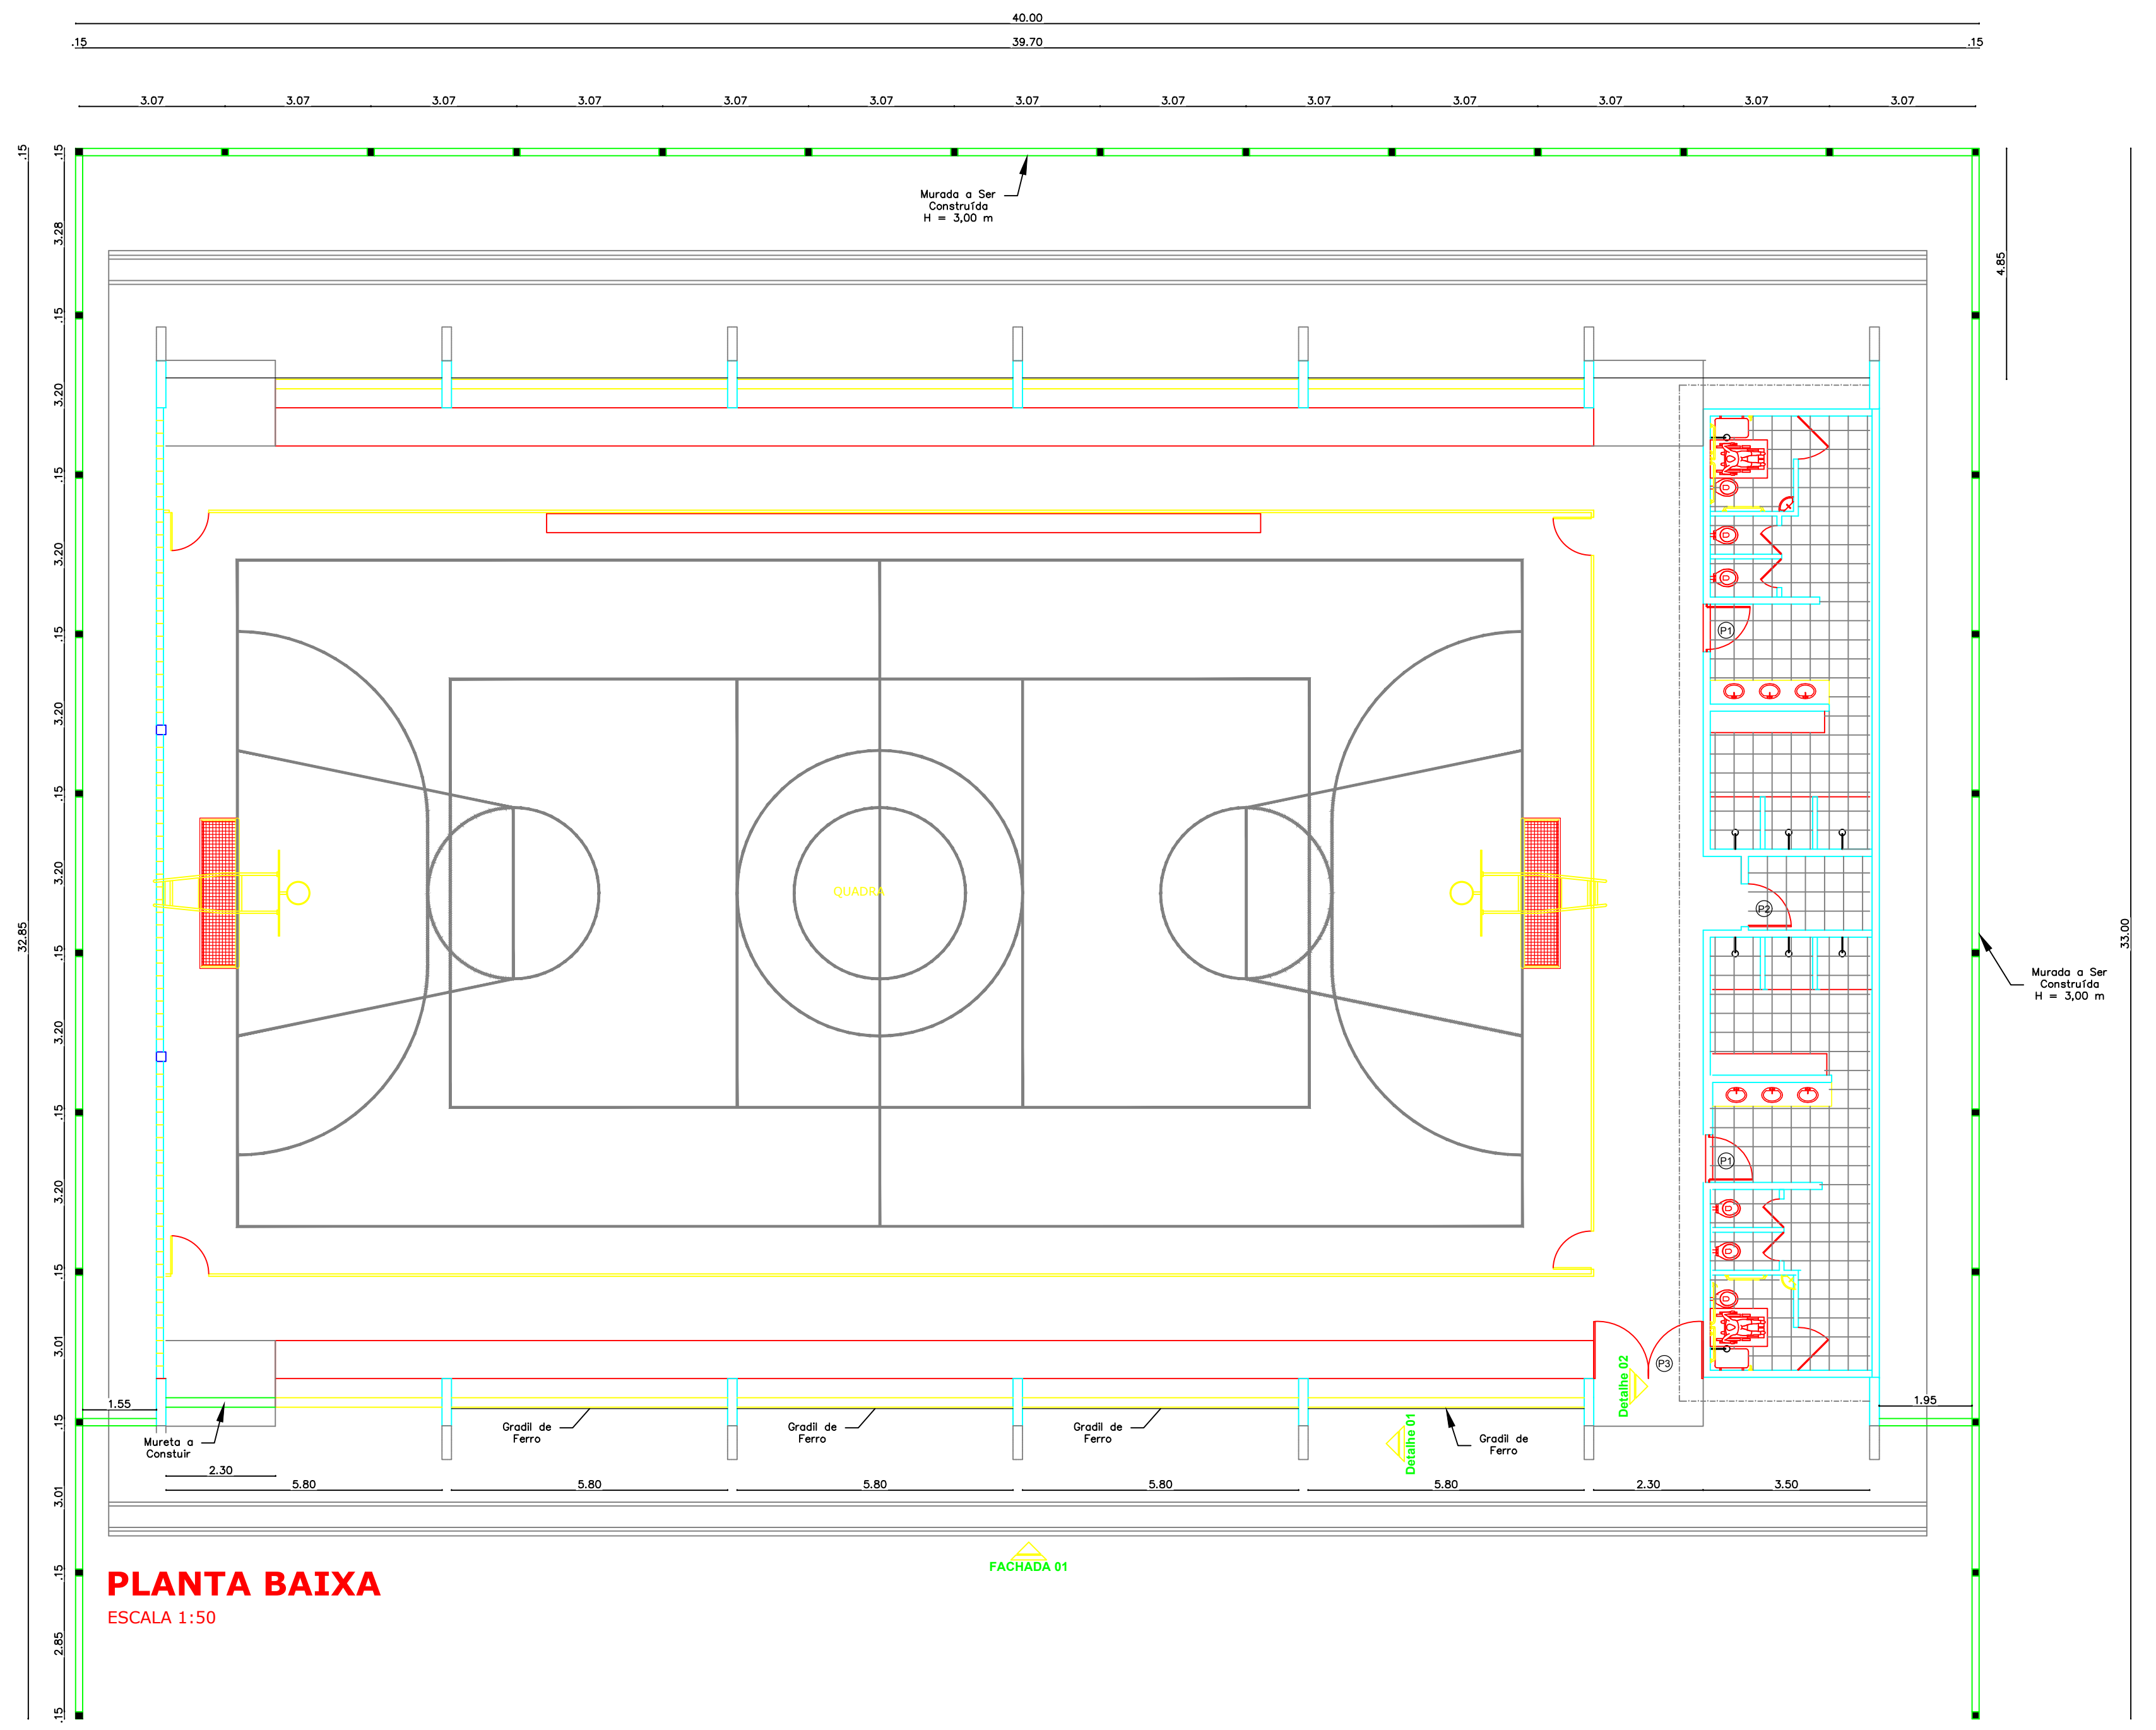 40.00
.15 39.70 .15
3.07 3.07 3.07 3.07 3.07 3.07 3.07 3.07 3.07 3.07 3.07 3.07 3.07
.15
32.85
.15
3.28
.15
3.20
.15
3.20
.15
3.20
.15
3.20
.15
3.20
.15
3.20
.15
3.01
.15
3.01
.15
2.85
.15
Murada a Ser
Construída
H = 3,00 m
4.85
33.00
P1
QUADRA
P2
Murada a Ser
Construída
H = 3,00 m
P1
P3
Detalhe 02
Detalhe 01
1.55
1.95
Mureta a
Constuir
Gradil de
Ferro
Gradil de
Ferro
Gradil de
Ferro
Gradil de
Ferro
2.30
5.80 5.80 5.80 5.80 5.80 2.30 3.50
FACHADA 01
PLANTA BAIXA
ESCALA 1:50